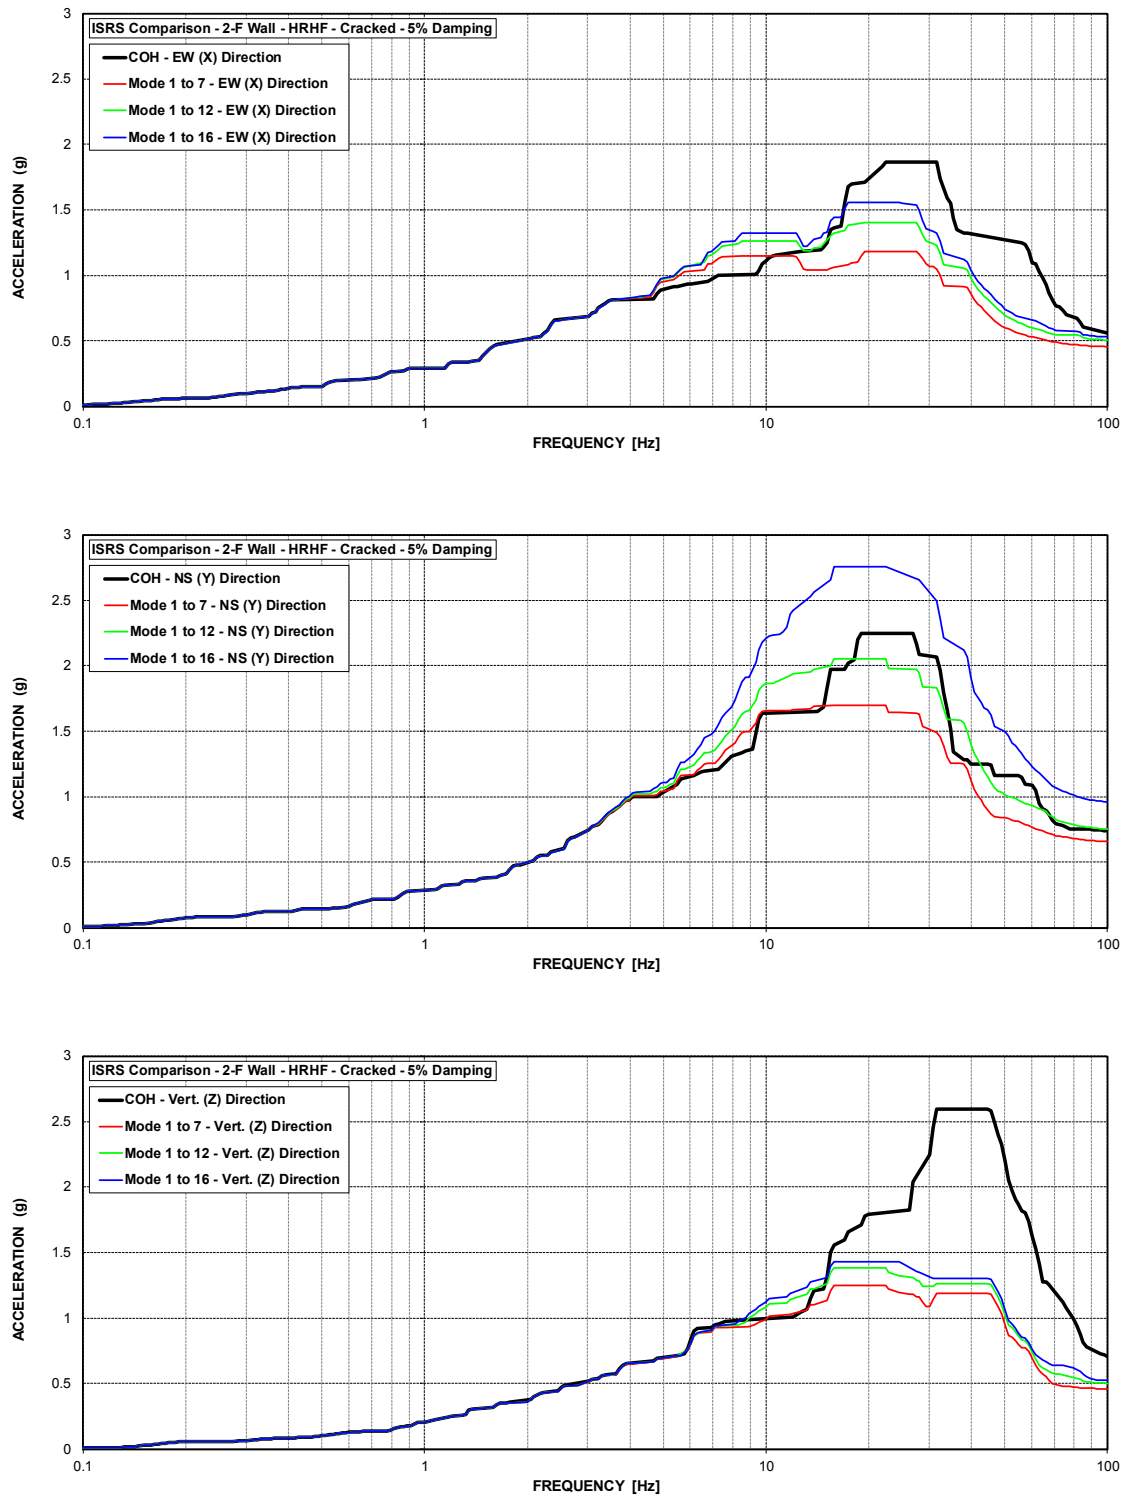 ISRS Comparison - 2-F Wall - HRHF - Cracked - 5% Damping
COH - EW (X) Direction
Mode 1 to 7 - EW (X) Direction
Mode 1 to 12 - EW (X) Direction
Mode 1 to 16 - EW (X) Direction
ACCELERATION (g)
3
2.5
2
1.5
1
0.5
0
0.1
1
10
100
FREQUENCY [Hz]
ISRS Comparison - 2-F Wall - HRHF - Cracked - 5% Damping
COH - NS (Y) Direction
Mode 1 to 7 - NS (Y) Direction
Mode 1 to 12 - NS (Y) Direction
Mode 1 to 16 - NS (Y) Direction
ACCELERATION (g)
3
2.5
2
1.5
1
0.5
0
0.1
1
10
100
FREQUENCY [Hz]
ISRS Comparison - 2-F Wall - HRHF - Cracked - 5% Damping
COH - Vert. (Z) Direction
Mode 1 to 7 - Vert. (Z) Direction
Mode 1 to 12 - Vert. (Z) Direction
Mode 1 to 16 - Vert. (Z) Direction
ACCELERATION (g)
3
2.5
2
1.5
1
0.5
0
0.1
1
10
100
FREQUENCY [Hz]